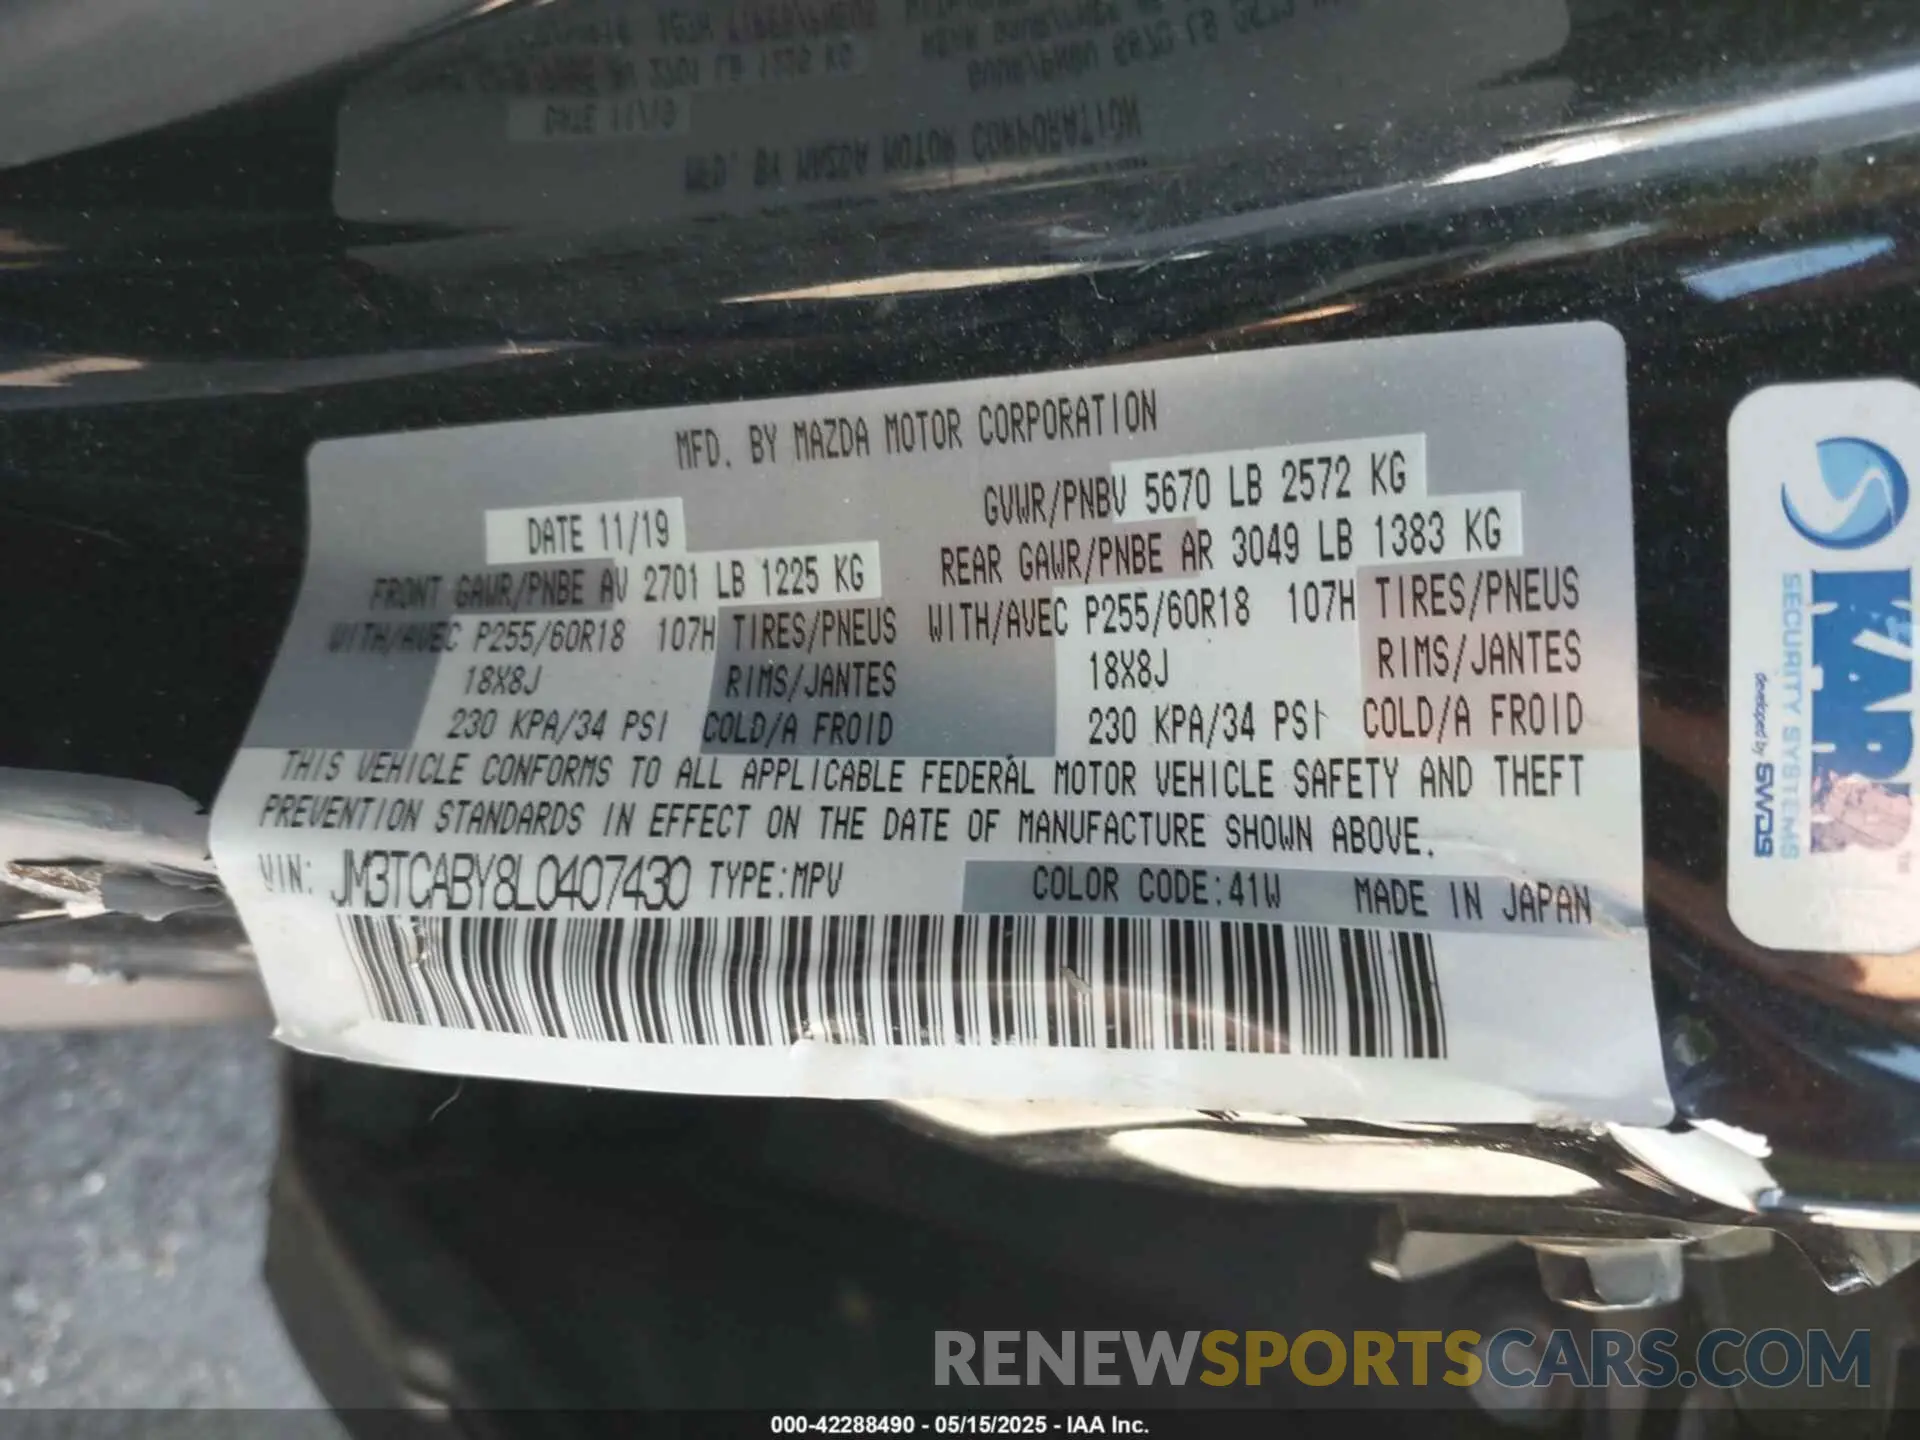 MFD. BY MAZDA MOTOR CORPORATION
DATE 11/19
GVWR/PNBV 5670 LB 2572 KG
FRONT GAWR/PNBE AV 2701 LB 1225 KG
REAR GAWR/PNBE AR 3049 LB 1383 KG
WITH/AVEC P255/60R18 107H TIRES/PNEUS
WITH/AVEC P255/60R18 107H TIRES/PNEUS
18X8J RIMS/JANTES
18X8J RIMS/JANTES
230 KPA/34 PSI COLD/A FROID
230 KPA/34 PSI COLD/A FROID
THIS VEHICLE CONFORMS TO ALL APPLICABLE FEDERAL MOTOR VEHICLE SAFETY AND THEFT
PREVENTION STANDARDS IN EFFECT ON THE DATE OF MANUFACTURE SHOWN ABOVE.
VIN: JM3TCABY8L0407430 TYPE:MPV COLOR CODE:41W MADE IN JAPAN
KARR
™
SECURITY SYSTEMS
developed by SWDS
RENEWSPORTSCARS.COM
000-42288490 - 05/15/2025 - IAA Inc.